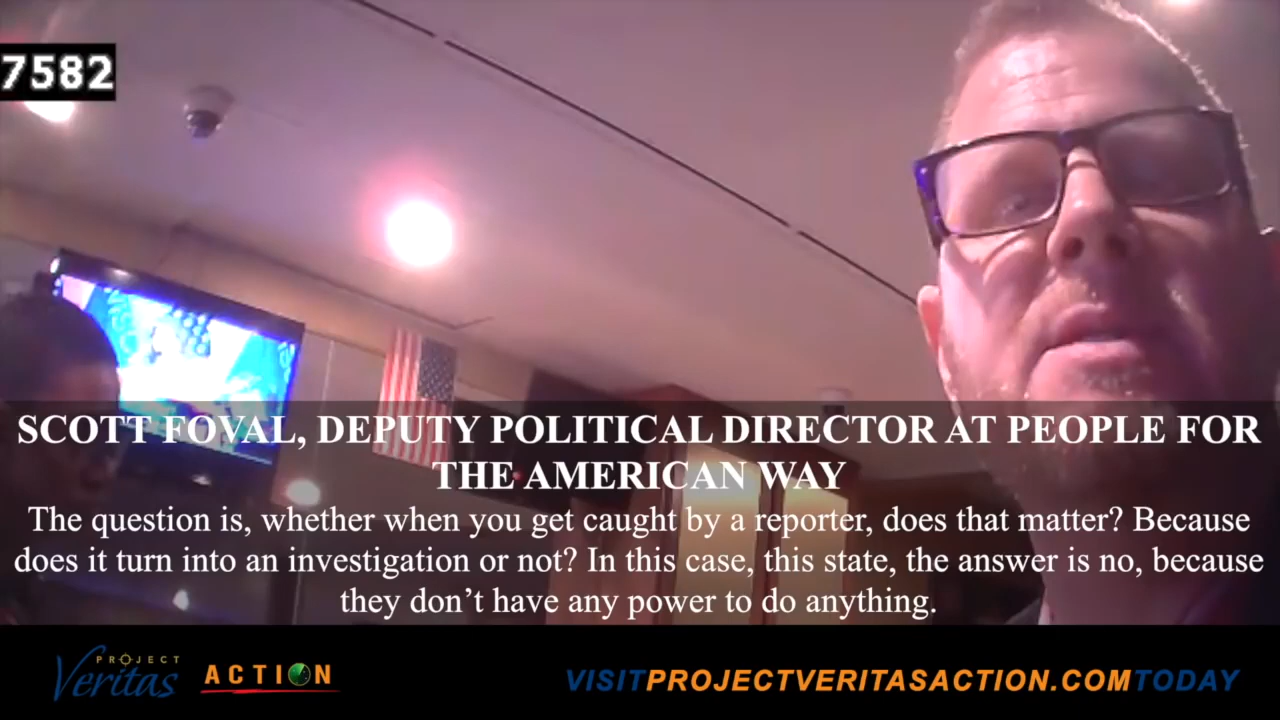 7582
SCOTT FOVAL, DEPUTY POLITICAL DIRECTOR AT PEOPLE FOR
THE AMERICAN WAY
The question is, whether when you get caught by a reporter, does that matter? Because
does it turn into an investigation or not? In this case, this state, the answer is no, because
they don’t have any power to do anything.
PROJECT
Veritas ACTION
VISITPROJECTVERITASACTION.COMTODAY